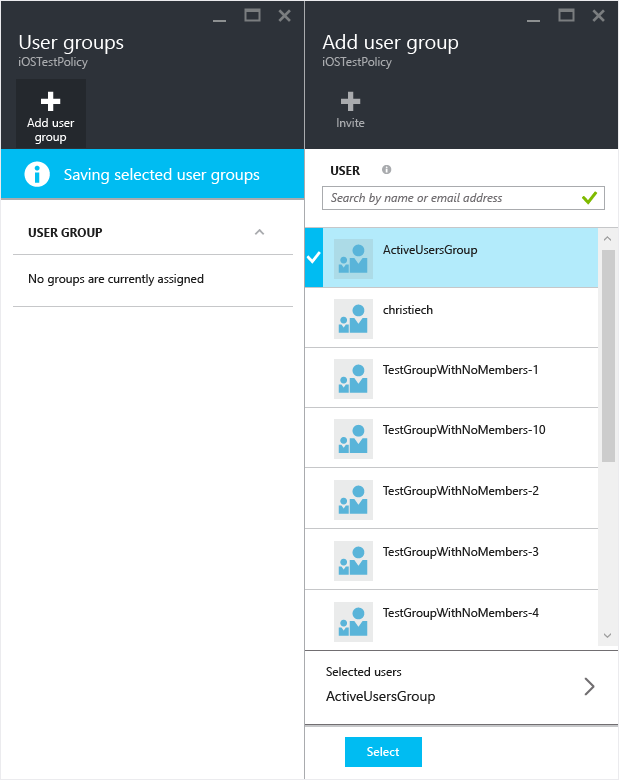 User groups
iOSTestPolicy
Add user
group
Saving selected user groups
USER GROUP
No groups are currently assigned
Add user group
iOSTestPolicy
Invite
USER
Search by name or email address
ActiveUsersGroup
christiech
TestGroupWithNoMembers-1
TestGroupWithNoMembers-10
TestGroupWithNoMembers-2
TestGroupWithNoMembers-3
TestGroupWithNoMembers-4
Selected users
ActiveUsersGroup
Select